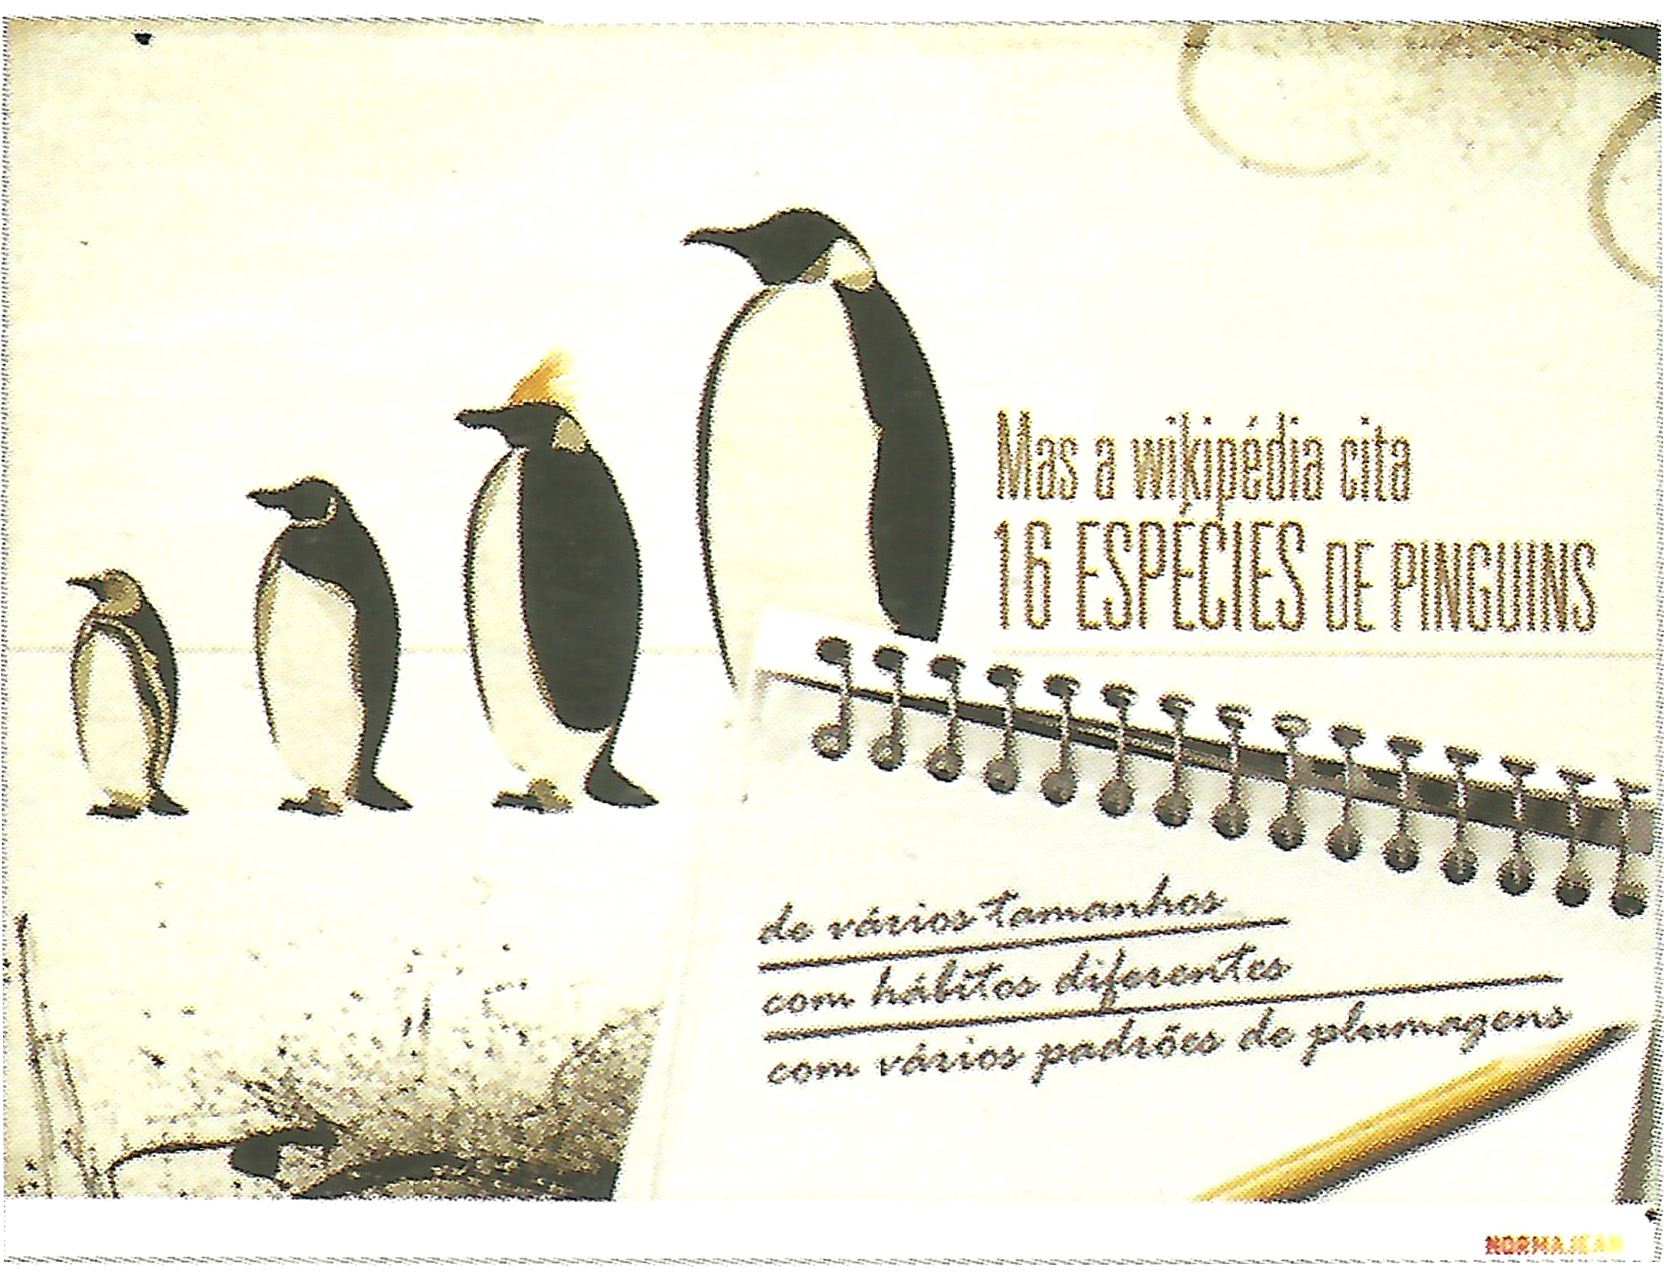 Mas a wikipédia cita
16 ESPÉCIES DE PINGUINS
de vários tamanhos
com hábitos diferentes
com vários padrões de plumagens
NORMAJEAN